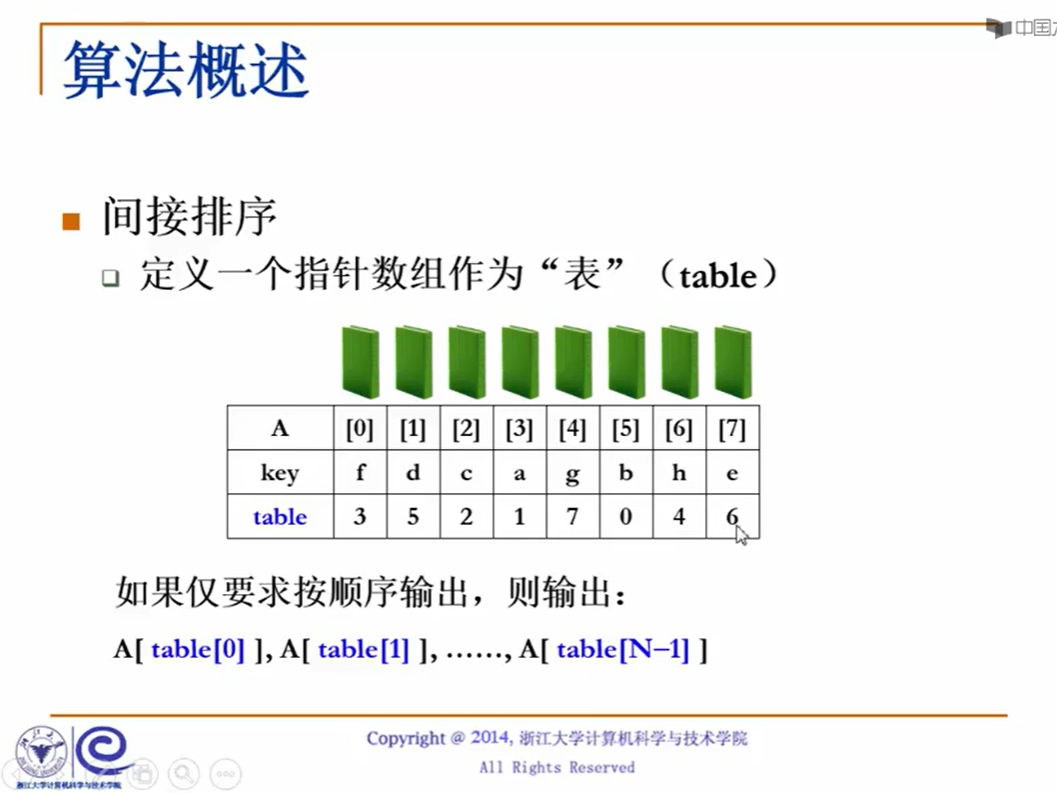 中国大
算法概述
间接排序
定义一个指针数组作为“表”（table）
A [0] [1] [2] [3] [4] [5] [6] [7]
key f d c a g b h e
table 3 5 2 1 7 0 4 6
如果仅要求按顺序输出，则输出：
A[ table[0] ], A[ table[1] ], ……, A[ table[N−1] ]
Copyright @ 2014, 浙江大学计算机科学与技术学院
All Rights Reserved
浙江大学计算机科学与技术学院